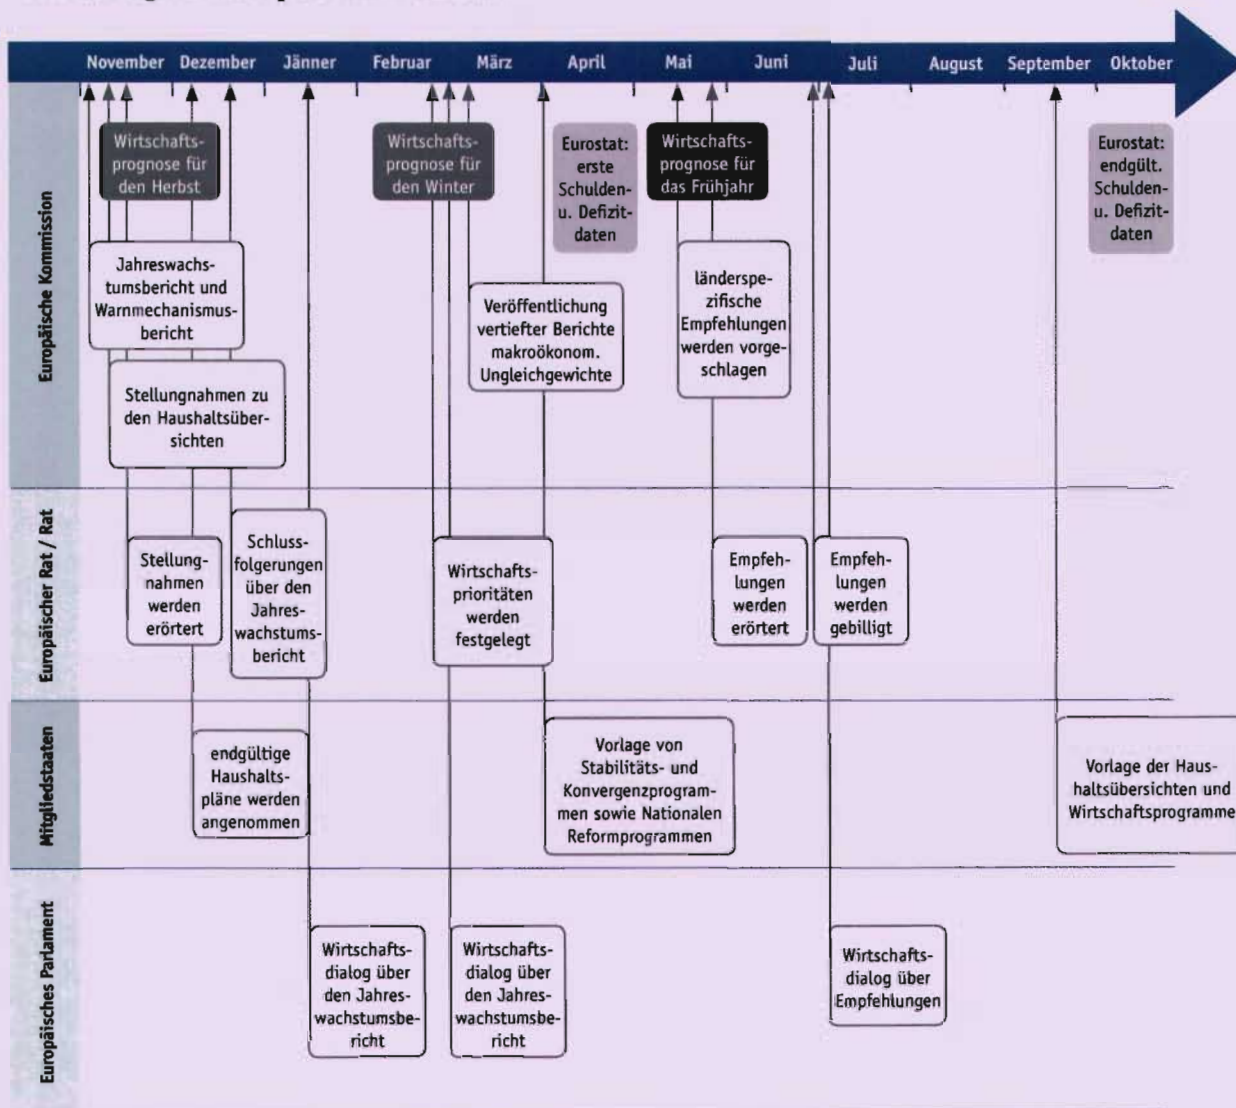 November Dezember Jänner Februar März April Mai Juni Juli August September Oktober
Europäische Kommission
Wirtschafts-
prognose für
den Herbst
Wirtschafts-
prognose für
den Winter
Eurostat:
erste
Schulden-
u. Defizit-
daten
Wirtschafts-
prognose für
das Frühjahr
Eurostat:
endgült.
Schulden-
u. Defizit-
daten
Jahreswachs-
tumsbericht und
Warnmechanismus-
bericht
Veröffentlichung
vertiefter Berichte
makroökonom.
Ungleichgewichte
länderspe-
zifische
Empfehlungen
werden vorge-
schlagen
Stellungnahmen zu
den Haushaltsüber-
sichten
Europäischer Rat / Rat
Stellung-
nahmen
werden
erörtert
Schluss-
folgerungen
über den
Jahres-
wachstums-
bericht
Wirtschafts-
prioritäten
werden
festgelegt
Empfeh-
lungen
werden
erörtert
Empfeh-
lungen
werden
gebilligt
Mitgliedstaaten
endgültige
Haushalts-
pläne werden
angenommen
Vorlage von
Stabilitäts- und
Konvergenzprogram-
men sowie Nationalen
Reformprogrammen
Vorlage der Haus-
haltsübersichten und
Wirtschaftsprogramme
Europäisches Parlament
Wirtschafts-
dialog über
den Jahres-
wachstumsbe-
richt
Wirtschafts-
dialog über
den Jahres-
wachstumsbe-
richt
Wirtschafts-
dialog über
Empfehlungen